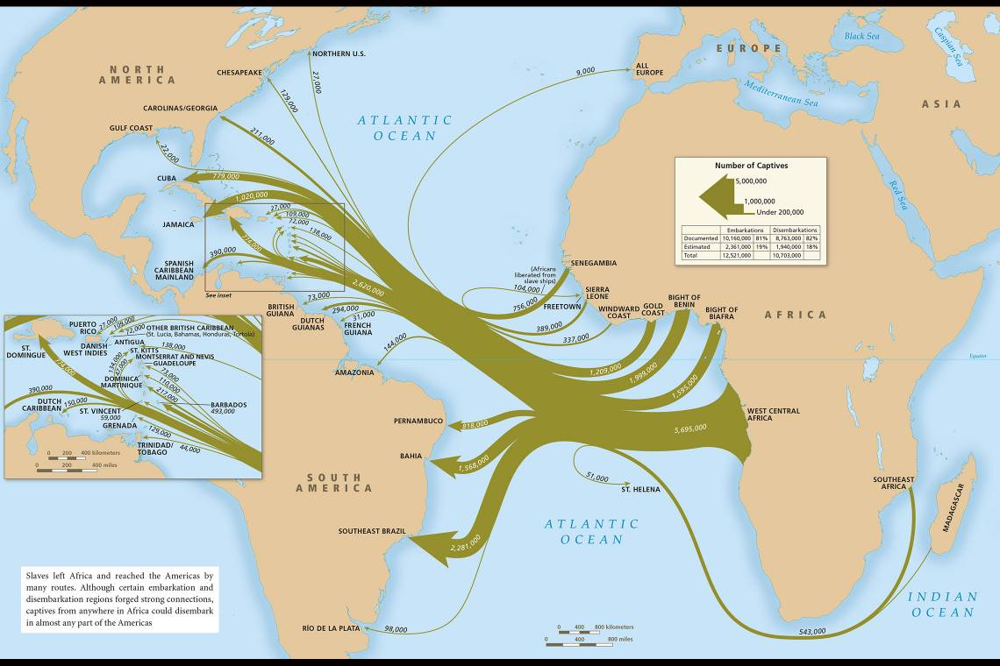 NORTHERN U.S.
CHESAPEAKE
NORTH
AMERICA
CAROLINAS/GEORGIA
GULF COAST
27,000
129,000
211,000
22,000
ATLANTIC
OCEAN
9,000
ALL
EUROPE
EUROPE
Black Sea
Caspian Sea
Mediterranean Sea
ASIA
Red Sea
Number of Captives
5,000,000
1,000,000
Under 200,000
Embarkations Disembarkations
Documented 10,160,000 81% 8,763,000 82%
Estimated 2,361,000 19% 1,940,000 18%
Total 12,521,000 10,703,000
CUBA
779,000
1,020,000
JAMAICA
27,000
109,000
72,000
138,000
774,000
390,000
SPANISH
CARIBBEAN
MAINLAND
2,620,000
See inset
73,000
294,000
31,000
144,000
BRITISH
GUIANA
DUTCH
GUIANAS
FRENCH
GUIANA
AMAZONIA
SENEGAMBIA
(Africans
liberated from
slave ships)
104,000
SIERRA
LEONE
FREETOWN
756,000
389,000
337,000
WINDWARD
COAST
GOLD
COAST
BIGHT OF
BENIN
BIGHT OF
BIAFRA
AFRICA
Equator
1,209,000
1,999,000
1,595,000
WEST CENTRAL
AFRICA
5,695,000
PUERTO
RICO
27,000
109,000
72,000
OTHER BRITISH CARIBBEAN
(St. Lucia, Bahamas, Honduras, Tortola)
DANISH
WEST INDIES
ANTIGUA
138,000
ST. KITTS
MONTSERRAT AND NEVIS
GUADELOUPE
ST.
DOMINGUE
774,000
134,000
DOMINICA
MARTINIQUE
73,000
110,000
217,000
390,000
DUTCH
CARIBBEAN
150,000
ST. VINCENT
59,000
GRENADA
BARBADOS
493,000
129,000
TRINIDAD/
TOBAGO
44,000
0 200 400 kilometers
0 200 400 miles
PERNAMBUCO
818,000
BAHIA
1,568,000
SOUTH
AMERICA
51,000
ST. HELENA
SOUTHEAST
AFRICA
MADAGASCAR
SOUTHEAST BRAZIL
2,281,000
ATLANTIC
OCEAN
INDIAN
OCEAN
Slaves left Africa and reached the Americas by
many routes. Although certain embarkation and
disembarkation regions forged strong connections,
captives from anywhere in Africa could disembark
in almost any part of the Americas
RÍO DE LA PLATA
98,000
0 400 800 kilometers
0 400 800 miles
543,000